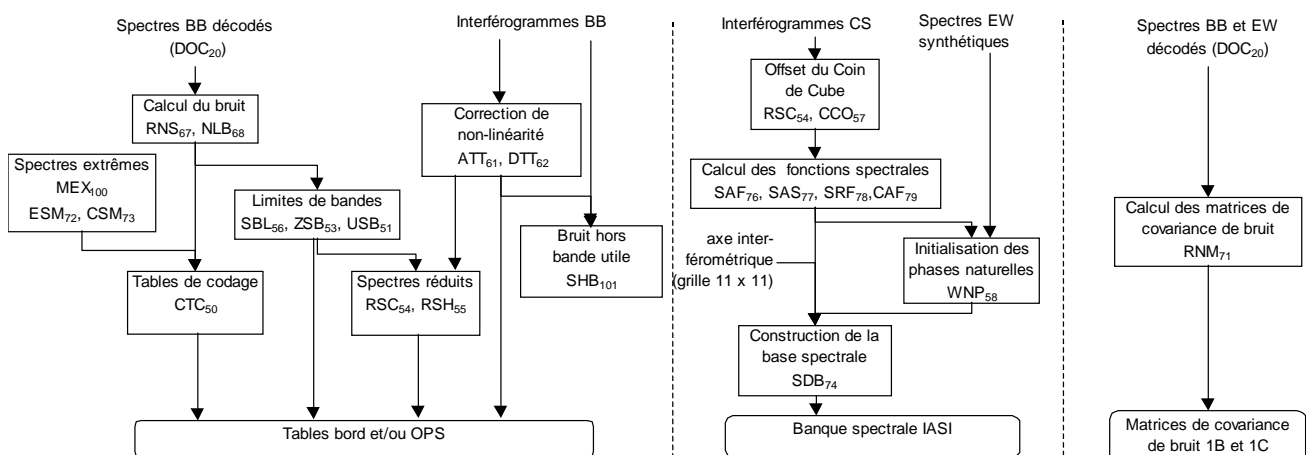 Spectres BB décodés
(DOC20)
Calcul du bruit
RNS67, NLB68
Spectres extrêmes
MEX100
ESM72, CSM73
Limites de bandes
SBL56, ZSB53, USB51
Tables de codage
CTC50
Interférogrammes BB
Correction de
non-linéarité
ATT61, DTT62
Spectres réduits
RSC54, RSH55
Bruit hors
bande utile
SHB101
Tables bord et/ou OPS
Interférogrammes CS
Spectres EW
synthétiques
Offset du Coin
de Cube
RSC54, CCO57
Calcul des fonctions spectrales
SAF76, SAS77, SRF78,CAF79
axe inter-
férométrique
(grille 11 x 11)
Initialisation des
phases naturelles
WNP58
Construction de la
base spectrale
SDB74
Banque spectrale IASI
Spectres BB et EW
décodés (DOC20)
Calcul des matrices de
covariance de bruit
RNM71
Matrices de covariance
de bruit 1B et 1C